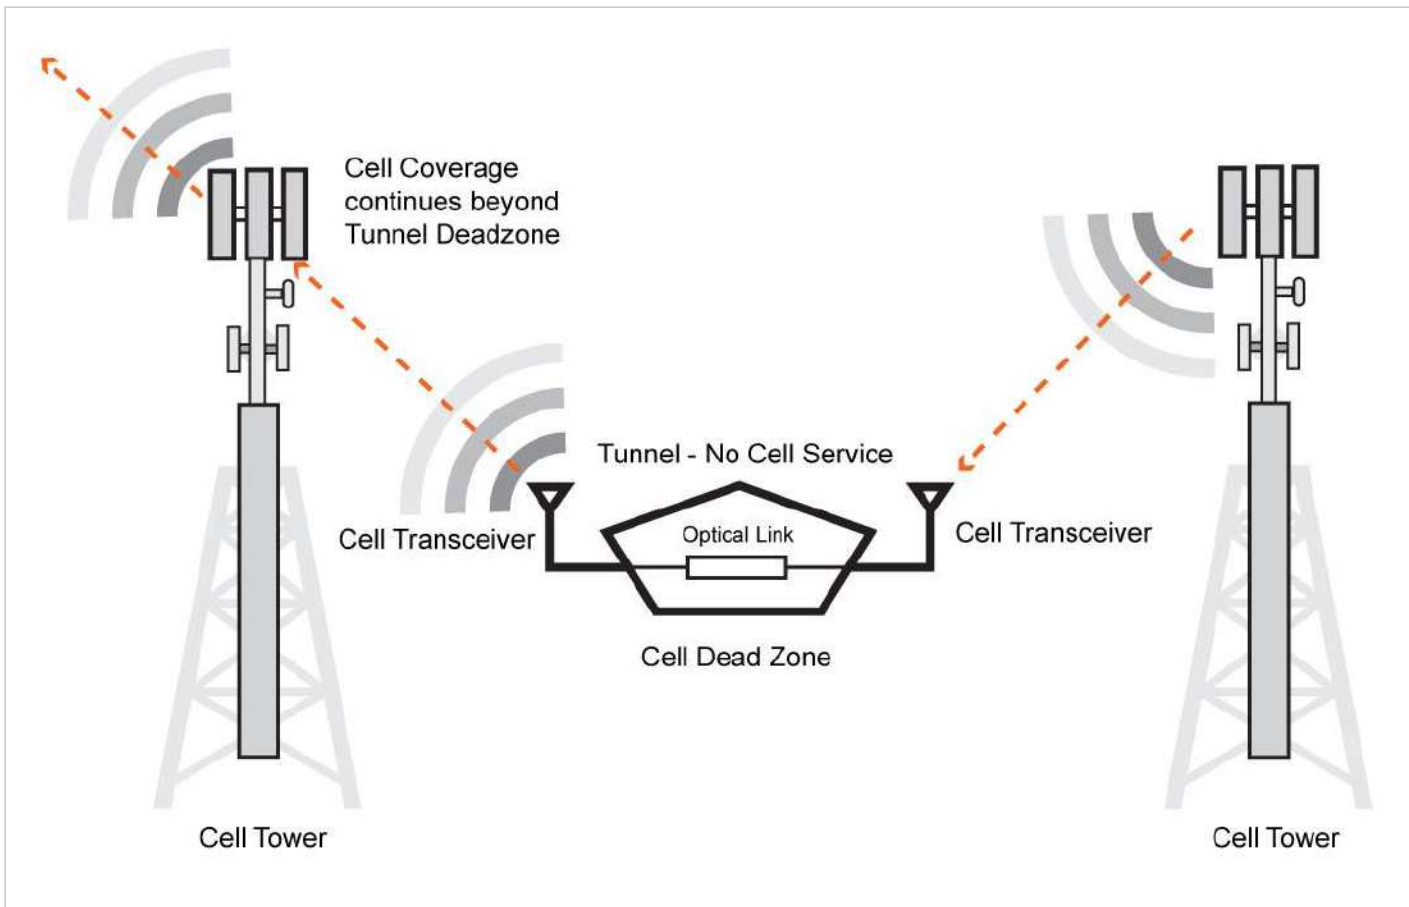 Cell Coverage
continues beyond
Tunnel Deadzone
Tunnel - No Cell Service
Cell Transceiver
Optical Link
Cell Transceiver
Cell Dead Zone
Cell Tower
Cell Tower